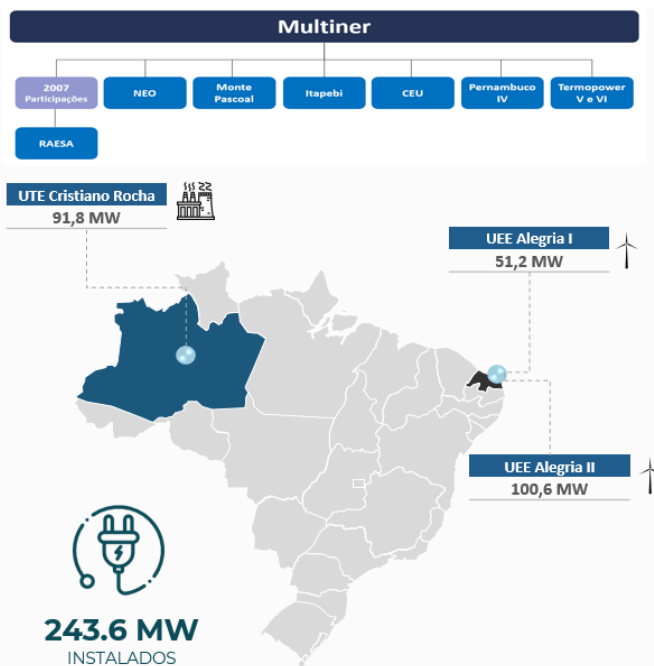 Multiner
2007
Participações
NEO
Monte
Pascoal
Itapebi
CEU
Pernambuco
IV
Termopower
V e VI
RAESA
UTE Cristiano Rocha
91,8 MW
UEE Alegria I
51,2 MW
UEE Alegria II
100,6 MW
243.6 MW
INSTALADOS